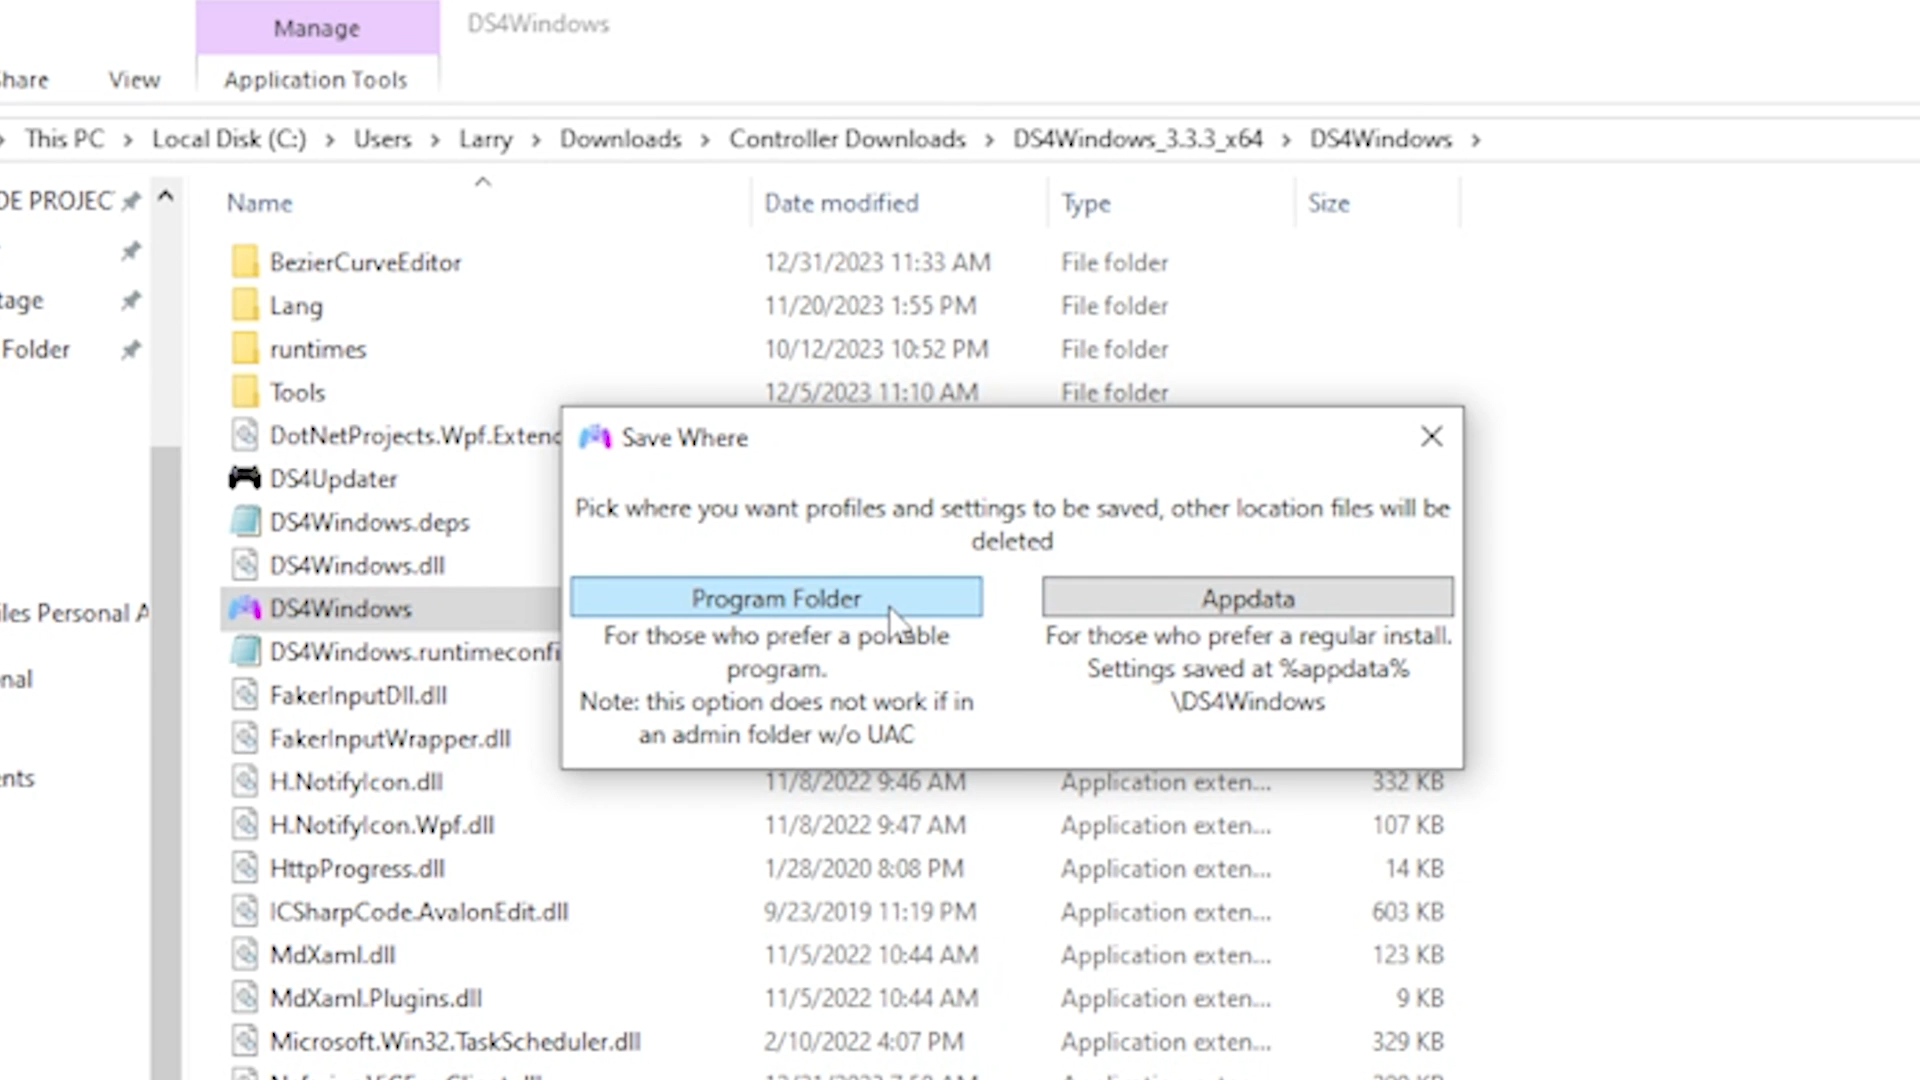 Manage
DS4Windows
Share
View
Application Tools
This PC > Local Disk (C:) > Users > Larry > Downloads > Controller Downloads > DS4Windows_3.3.3_x64 > DS4Windows >
DE PROJECT
tage
Folder
iles Personal A
nal
ents
Name Date modified Type Size
BezierCurveEditor 12/31/2023 11:33 AM File folder
Lang 11/20/2023 1:55 PM File folder
runtimes 10/12/2023 10:52 PM File folder
Tools 12/5/2023 11:10 AM File folder
DotNetProjects.Wpf.Extenc
DS4Updater
DS4Windows.deps
DS4Windows.dll
DS4Windows
DS4Windows.runtimeconfi
FakerInputDll.dll
FakerInputWrapper.dll
H.NotifyIcon.dll 11/8/2022 9:46 AM Application exten... 332 KB
H.NotifyIcon.Wpf.dll 11/8/2022 9:47 AM Application exten... 107 KB
HttpProgress.dll 1/28/2020 8:08 PM Application exten... 14 KB
ICSharpCode.AvalonEdit.dll 9/23/2019 11:19 PM Application exten... 603 KB
MdXaml.dll 11/5/2022 10:44 AM Application exten... 123 KB
MdXaml.Plugins.dll 11/5/2022 10:44 AM Application exten... 9 KB
Microsoft.Win32.TaskScheduler.dll 2/10/2022 4:07 PM Application exten... 329 KB
Save Where
Pick where you want profiles and settings to be saved, other location files will be
deleted
Program Folder
For those who prefer a portable
program.
Note: this option does not work if in
an admin folder w/o UAC
Appdata
For those who prefer a regular install.
Settings saved at %appdata%
\DS4Windows